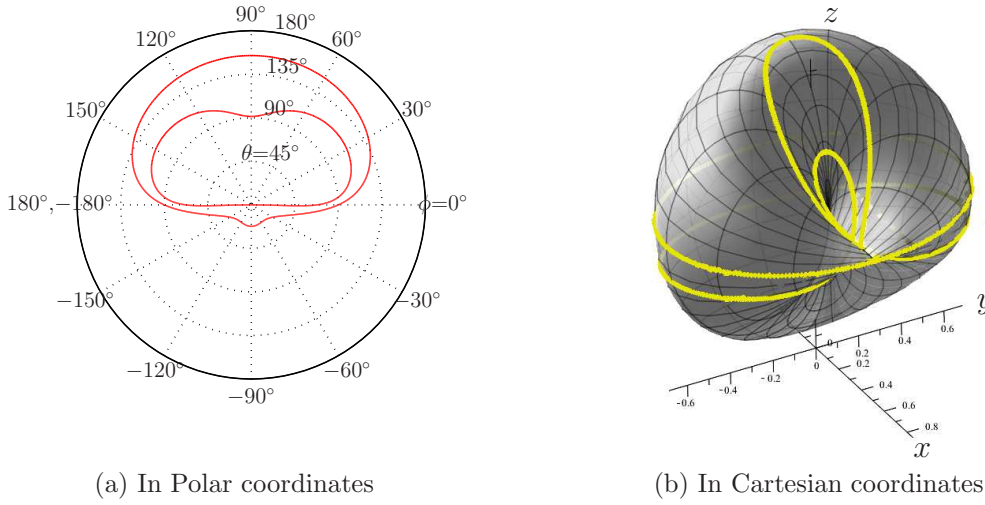 90° 180°
120° 60°
135°
150° 90° 30°
θ=45°
180°,−180° ϕ=0°
−150° −30°
−120° −60°
−90°
z
y
0.6
0.4
0.2
0
0
0.2
−0.2
−0.4
−0.6
0.4
0.6
0.8
x
(a) In Polar coordinates (b) In Cartesian coordinates